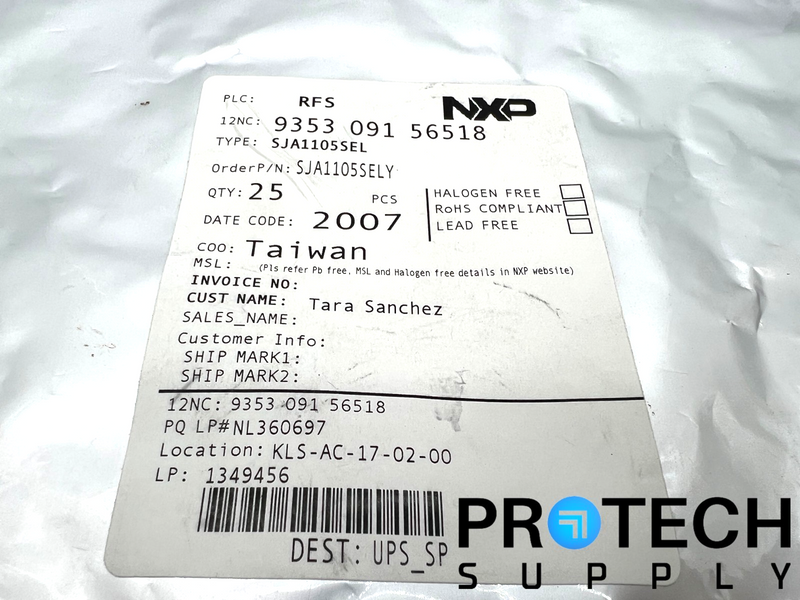 PLC: RFS
NXP
12NC: 9353 091 56518
TYPE: SJA1105SEL
OrderP/N: SJA1105SELY
QTY: 25 PCS
HALOGEN FREE
RoHS COMPLIANT
DATE CODE: 2007
LEAD FREE
COO: Taiwan
MSL: (Pls refer Pb free, MSL and Halogen free details in NXP website)
INVOICE NO:
CUST NAME: Tara Sanchez
SALES_NAME:
Customer Info:
SHIP MARK1:
SHIP MARK2:
12NC: 9353 091 56518
PQ LP# NL360697
Location: KLS-AC-17-02-00
LP: 1349456
DEST: UPS_SP
PROTECH
SUPPLY